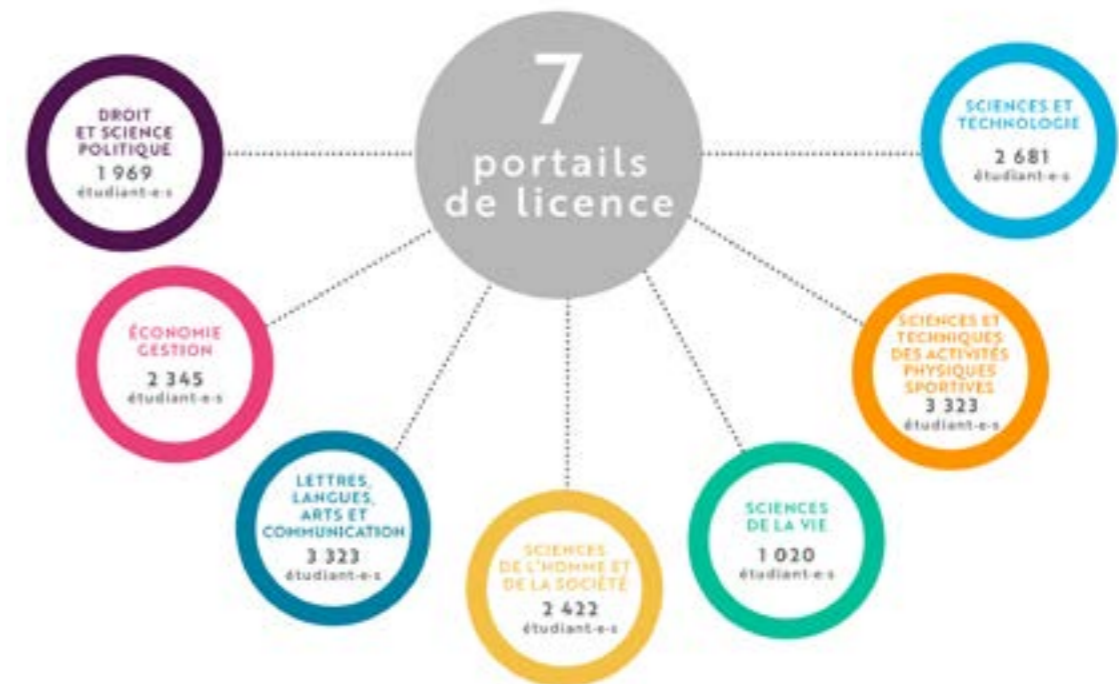 7
portails
de licence
DROIT
ET SCIENCE
POLITIQUE
1 969
étudiant-e-s
ÉCONOMIE
GESTION
2 345
étudiant-e-s
LETTRES,
LANGUES,
ARTS ET
COMMUNICATION
3 323
étudiant-e-s
SCIENCES
DE L'HOMME ET
DE LA SOCIÉTÉ
2 422
étudiant-e-s
SCIENCES
DE LA VIE
1 020
étudiant-e-s
SCIENCES ET
TECHNIQUES
DES ACTIVITÉS
PHYSIQUES
SPORTIVES
3 323
étudiant-e-s
SCIENCES ET
TECHNOLOGIE
2 681
étudiant-e-s